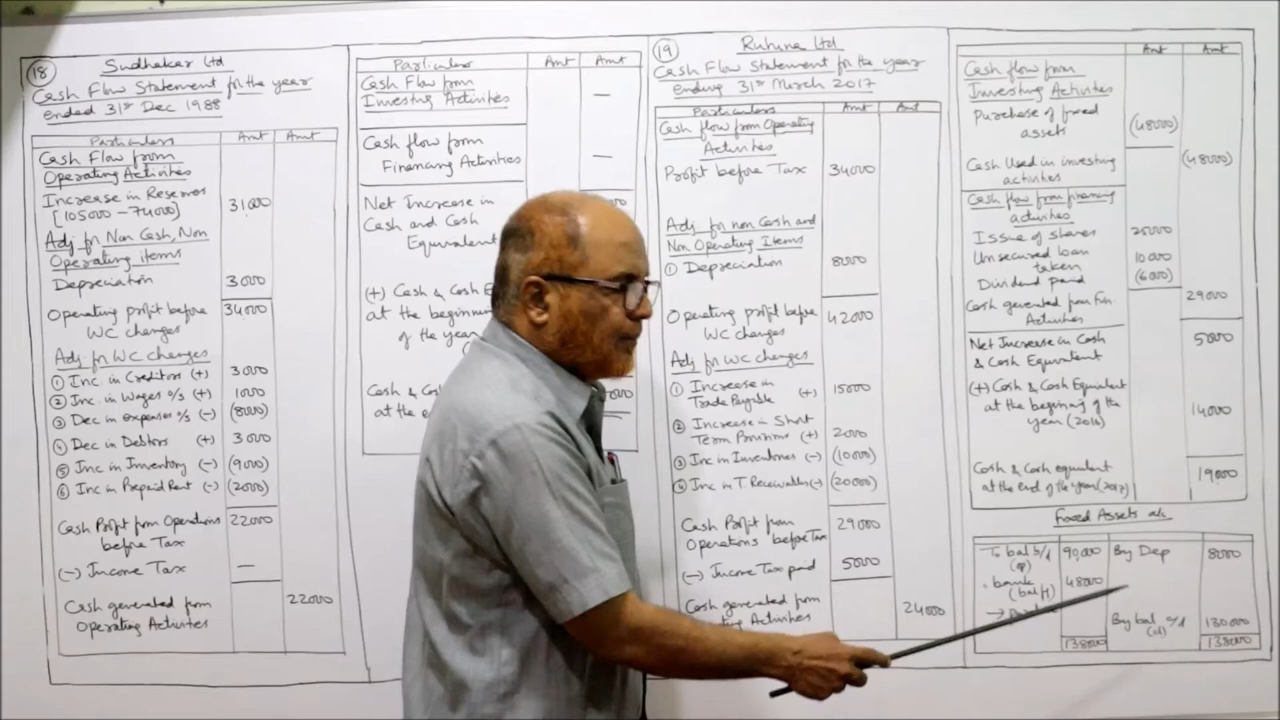 18
Sudhakar Ltd
Cash Flow Statement for the year
ended 31st Dec 1988
Particulars Amt Amt
Cash Flow from
Operating Activities
Increase in Reserves 31000
[105000 - 74000]
Adj for Non Cash, Non
Operating items
Depreciation 3000
Operating profit before 34000
WC changes
Adj for WC changes
① Inc. in Creditors (+) 3000
② Inc. in Wages o/s (+) 1000
③ Dec in expenses o/s (-) (8000)
④ Dec in Debtors (+) 3000
⑤ Inc in Inventory (-) (9000)
⑥ Inc in Prepaid Rent (-) (2000)
Cash Profit from Operations 22000
before Tax
(-) Income Tax —
Cash generated from 22000
Operating Activities
Particulars Amt Amt
Cash Flow from
Investing Activities —
Cash flow from
Financing Activities —
Net Increase in
Cash and Cash
Equivalent
(+) Cash & Cash E
at the beginning
of the year
Cash & Cas
at the e
19
Ruhina Ltd
Cash Flow Statement for the year
ending 31st March 2017
Particulars Amt Amt
Cash flow from Operating
Activities
Profit before Tax 34000
Adj for non Cash and
Non Operating Items
① Depreciation 8000
Operating profit before 42000
WC changes
Adj for WC changes
① Increase in
Trade Payable (+) 15000
② Increase in Short
Term Provisions (+) 2000
③ Inc in Inventories (-) (10000)
④ Inc in T Receivables (-) (20000)
Cash Profit from 29000
Operations before Tax
(-) Income Tax paid 5000
Cash generated from 24000
ting Activities
Amt Amt
Cash flow from
Investing Activities
Purchase of fixed
assets (48000)
Cash Used in investing (48000)
activities
Cash flow from financing
activities
Issue of shares 25000
Unsecured loan 10000
taken
Dividend paid (6000)
Cash generated from Fin. 29000
Activities
Net Increase in Cash 5000
& Cash Equivalent
(+) Cash & Cash Equivalent
at the beginning of the 14000
year (2016)
Cash & Cash equivalent 19000
at the end of the year (2017)
Fixed Assets a/c
To bal b/d 90,000 By Dep 8000
(op)
" bank 48000
(bal f)
By bal c/d 130000
(cl)
138000 138000